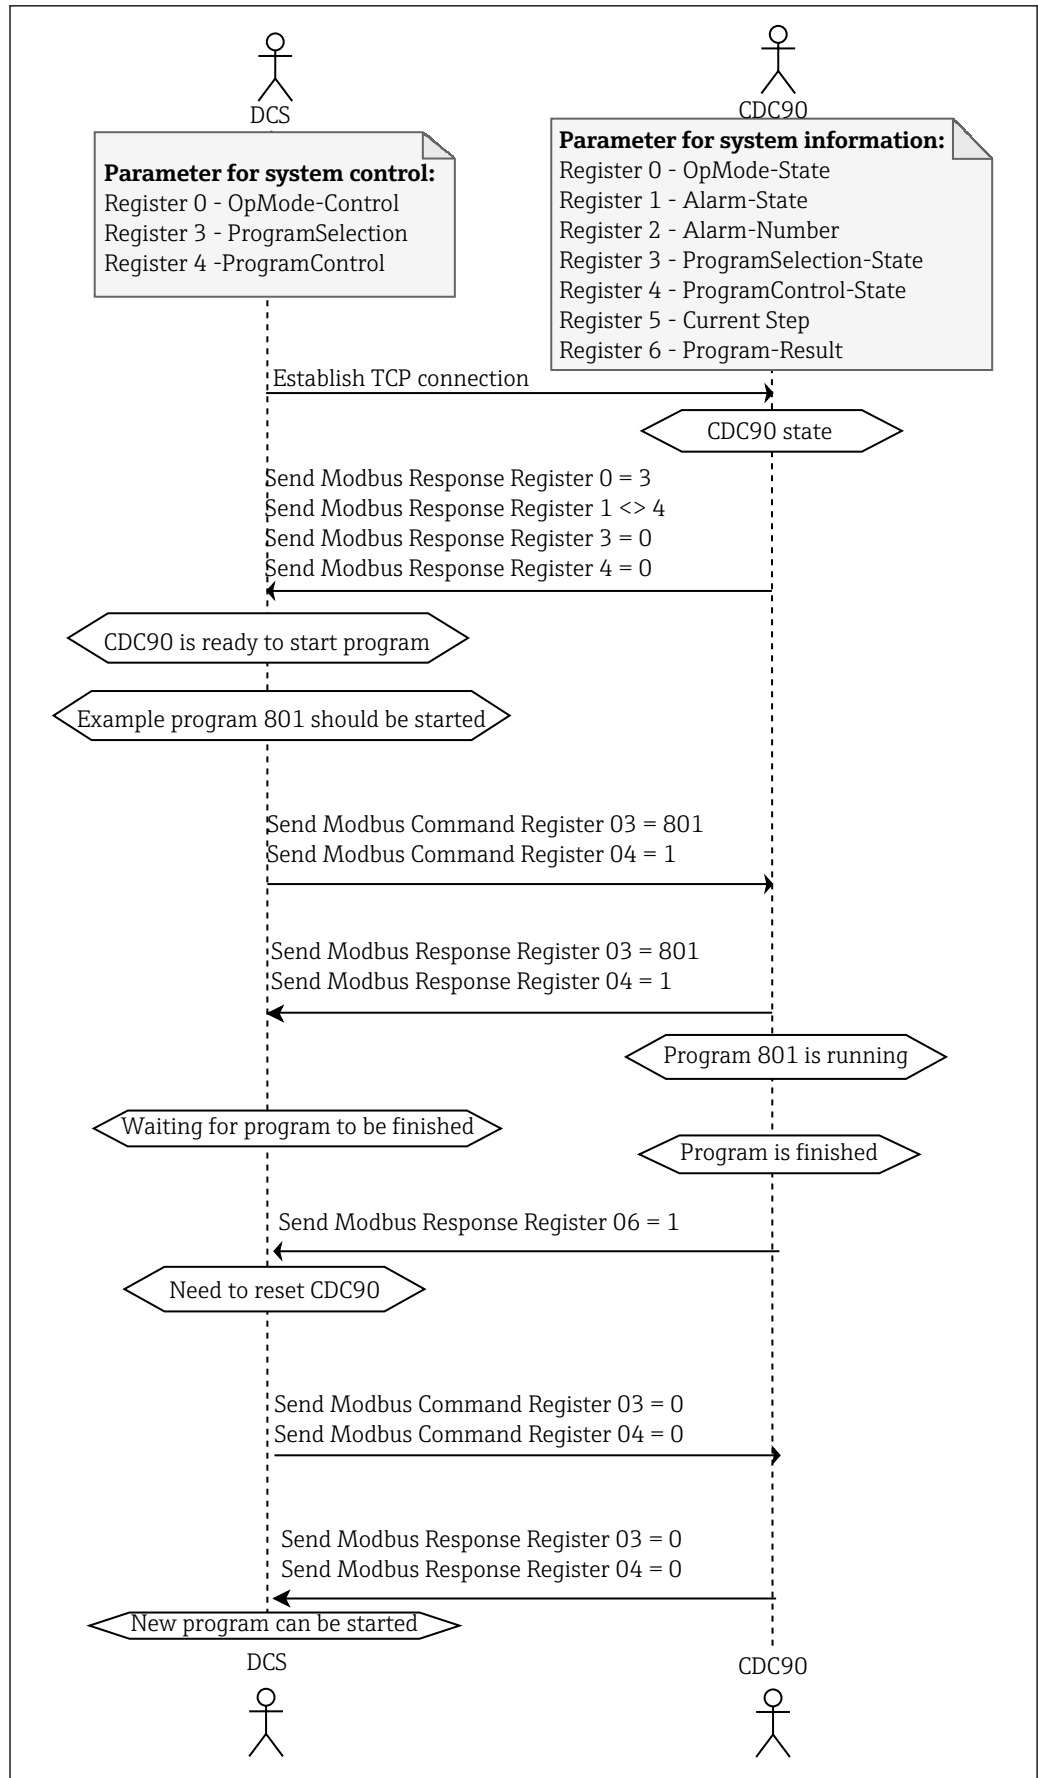 DCS
CDC90
Parameter for system control:
Register 0 - OpMode-Control
Register 3 - ProgramSelection
Register 4 -ProgramControl
Parameter for system information:
Register 0 - OpMode-State
Register 1 - Alarm-State
Register 2 - Alarm-Number
Register 3 - ProgramSelection-State
Register 4 - ProgramControl-State
Register 5 - Current Step
Register 6 - Program-Result
Establish TCP connection
CDC90 state
Send Modbus Response Register 0 = 3
Send Modbus Response Register 1 <> 4
Send Modbus Response Register 3 = 0
Send Modbus Response Register 4 = 0
CDC90 is ready to start program
Example program 801 should be started
Send Modbus Command Register 03 = 801
Send Modbus Command Register 04 = 1
Send Modbus Response Register 03 = 801
Send Modbus Response Register 04 = 1
Program 801 is running
Waiting for program to be finished
Program is finished
Send Modbus Response Register 06 = 1
Need to reset CDC90
Send Modbus Command Register 03 = 0
Send Modbus Command Register 04 = 0
Send Modbus Response Register 03 = 0
Send Modbus Response Register 04 = 0
New program can be started
DCS
CDC90